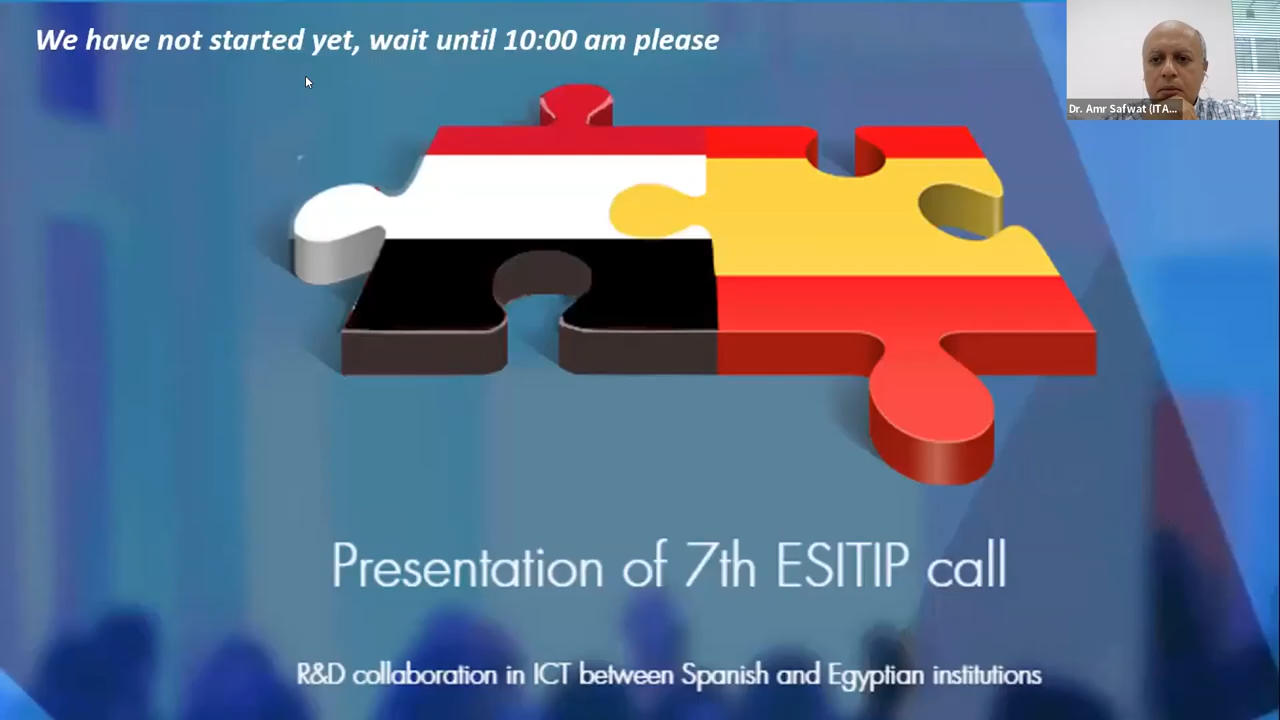 We have not started yet, wait until 10:00 am please
Dr. Amr Safwat (ITA...
Presentation of 7th ESITIP call
R&D collaboration in ICT between Spanish and Egyptian institutions